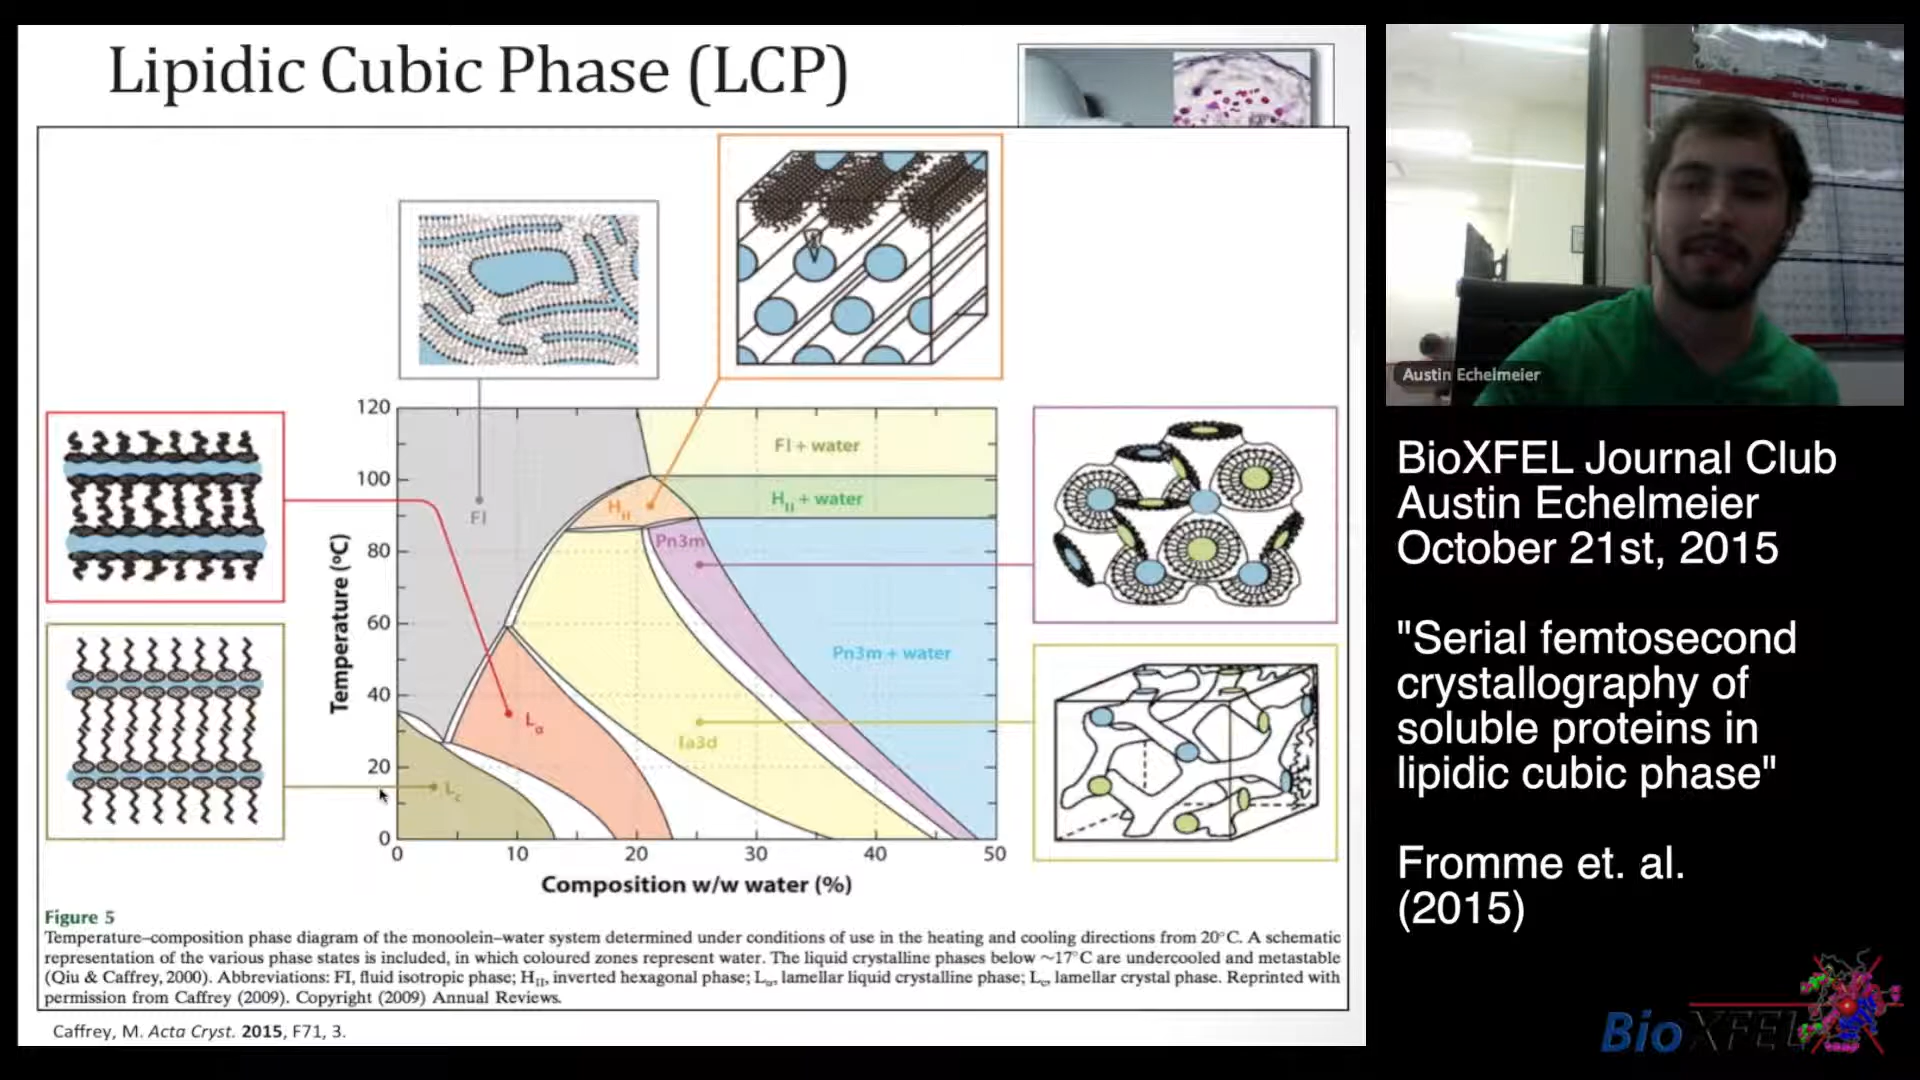 Lipidic Cubic Phase (LCP)
120
100
80
60
40
20
0
Temperature (°C)
0
10
20
30
40
50
Composition w/w water (%)
FI
FI + water
HII
HII + water
Pn3m
Pn3m + water
Lα
Ia3d
Lc
Figure 5
Temperature–composition phase diagram of the monoolein–water system determined under conditions of use in the heating and cooling directions from 20°C. A schematic
representation of the various phase states is included, in which coloured zones represent water. The liquid crystalline phases below ~17°C are undercooled and metastable
(Qiu & Caffrey, 2000). Abbreviations: FI, fluid isotropic phase; HII, inverted hexagonal phase; Lα, lamellar liquid crystalline phase; Lc, lamellar crystal phase. Reprinted with
permission from Caffrey (2009). Copyright (2009) Annual Reviews.
Caffrey, M. Acta Cryst. 2015, F71, 3.
Austin Echelmeier
BioXFEL Journal Club
Austin Echelmeier
October 21st, 2015
"Serial femtosecond
crystallography of
soluble proteins in
lipidic cubic phase"
Fromme et. al.
(2015)
BioXFEL